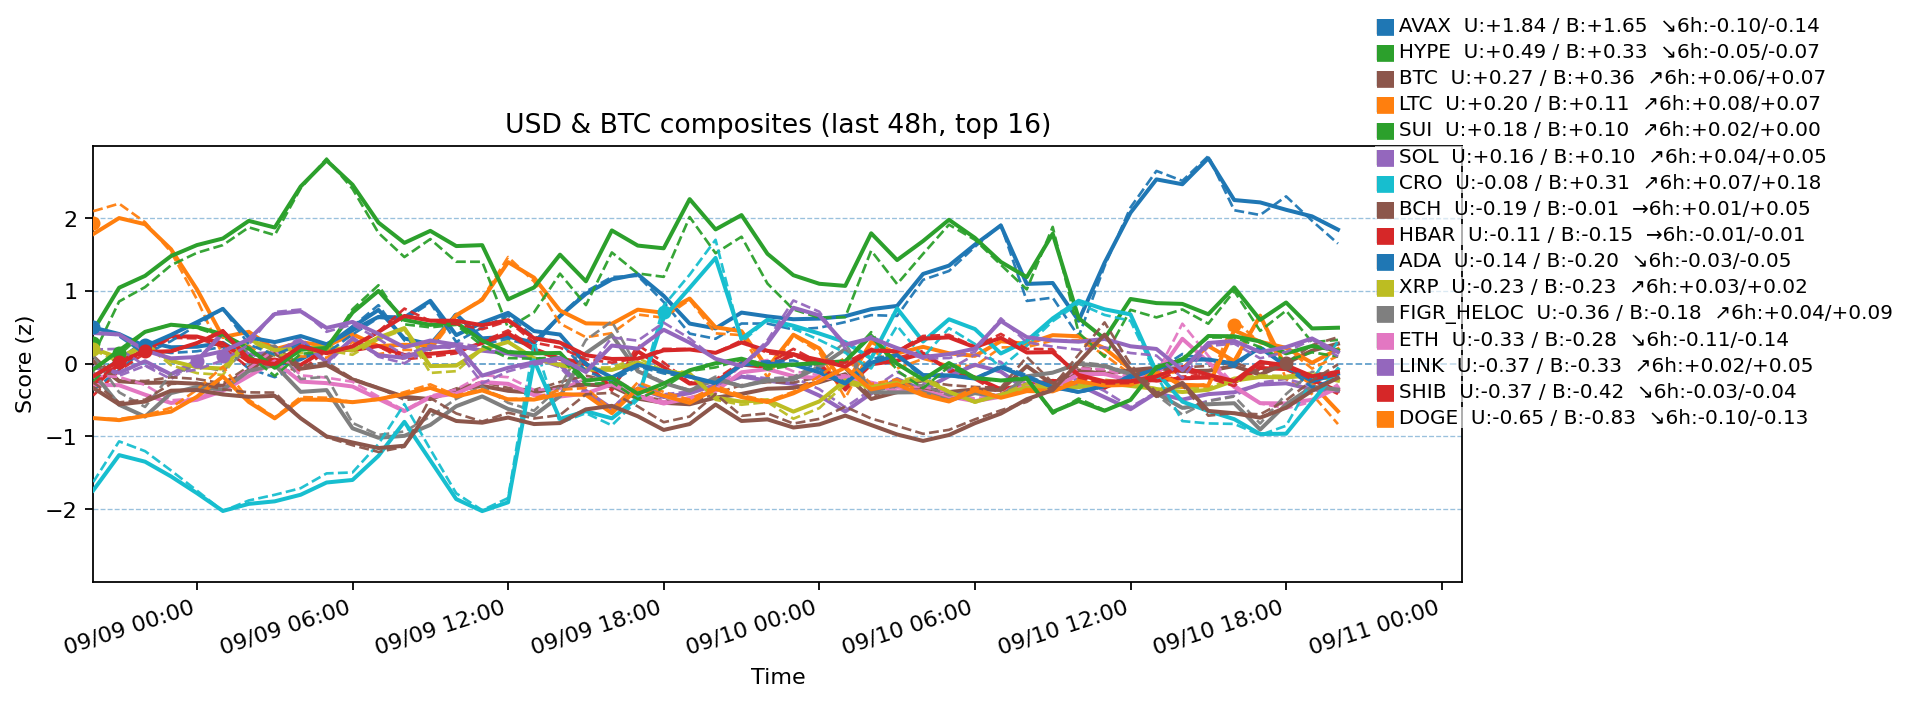 USD & BTC composites (last 48h, top 16)
AVAX U:+1.84 / B:+1.65 ↘6h:-0.10/-0.14
HYPE U:+0.49 / B:+0.33 ↘6h:-0.05/-0.07
BTC U:+0.27 / B:+0.36 ↗6h:+0.06/+0.07
LTC U:+0.20 / B:+0.11 ↗6h:+0.08/+0.07
SUI U:+0.18 / B:+0.10 ↗6h:+0.02/+0.00
SOL U:+0.16 / B:+0.10 ↗6h:+0.04/+0.05
CRO U:-0.08 / B:+0.31 ↗6h:+0.07/+0.18
BCH U:-0.19 / B:-0.01 →6h:+0.01/+0.05
HBAR U:-0.11 / B:-0.15 →6h:-0.01/-0.01
ADA U:-0.14 / B:-0.20 ↘6h:-0.03/-0.05
XRP U:-0.23 / B:-0.23 ↗6h:+0.03/+0.02
FIGR_HELOC U:-0.36 / B:-0.18 ↗6h:+0.04/+0.09
ETH U:-0.33 / B:-0.28 ↘6h:-0.11/-0.14
LINK U:-0.37 / B:-0.33 ↗6h:+0.02/+0.05
SHIB U:-0.37 / B:-0.42 ↘6h:-0.03/-0.04
DOGE U:-0.65 / B:-0.83 ↘6h:-0.10/-0.13
Score (z)
2
1
0
−1
−2
09/09 00:00
09/09 06:00
09/09 12:00
09/09 18:00
09/10 00:00
09/10 06:00
09/10 12:00
09/10 18:00
09/11 00:00
Time